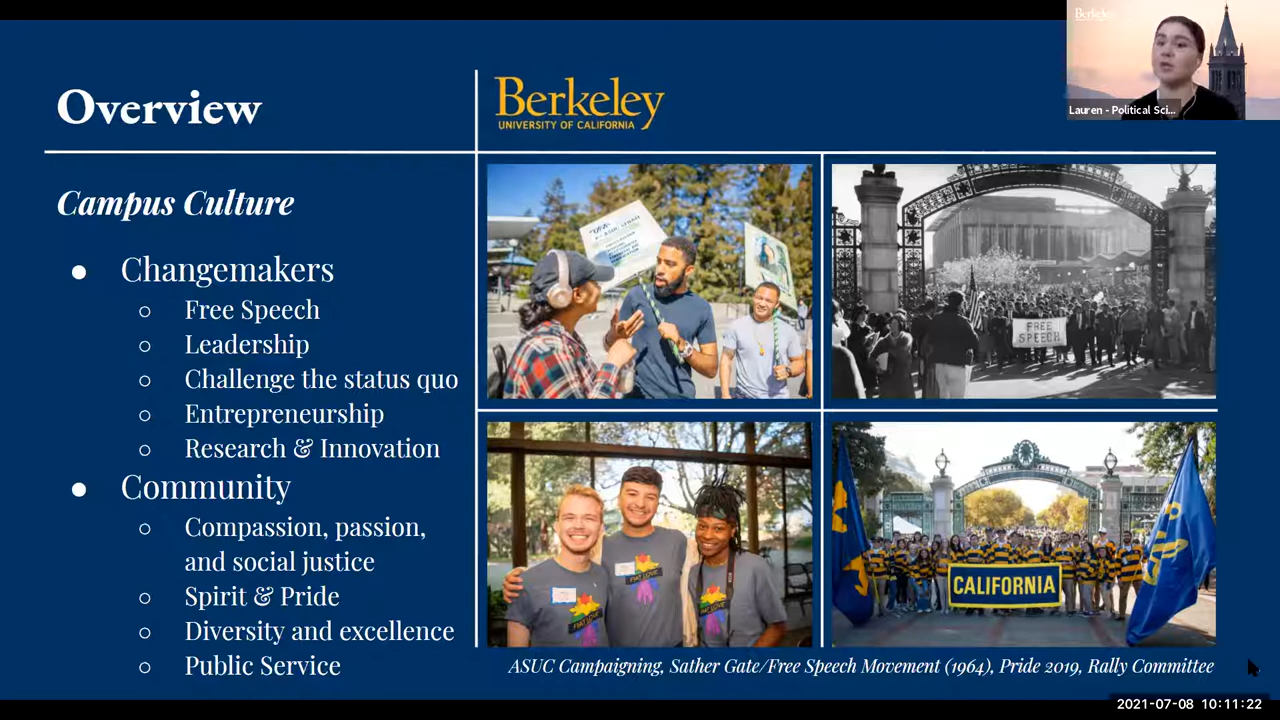 Berkeley
Lauren - Political Sci...
Overview
Berkeley
UNIVERSITY OF CALIFORNIA
Campus Culture
● Changemakers
○ Free Speech
○ Leadership
○ Challenge the status quo
○ Entrepreneurship
○ Research & Innovation
● Community
○ Compassion, passion,
and social justice
○ Spirit & Pride
○ Diversity and excellence
○ Public Service
FREE
SPEECH
CALIFORNIA
ASUC Campaigning, Sather Gate/Free Speech Movement (1964), Pride 2019, Rally Committee
2021-07-08 10:11:22